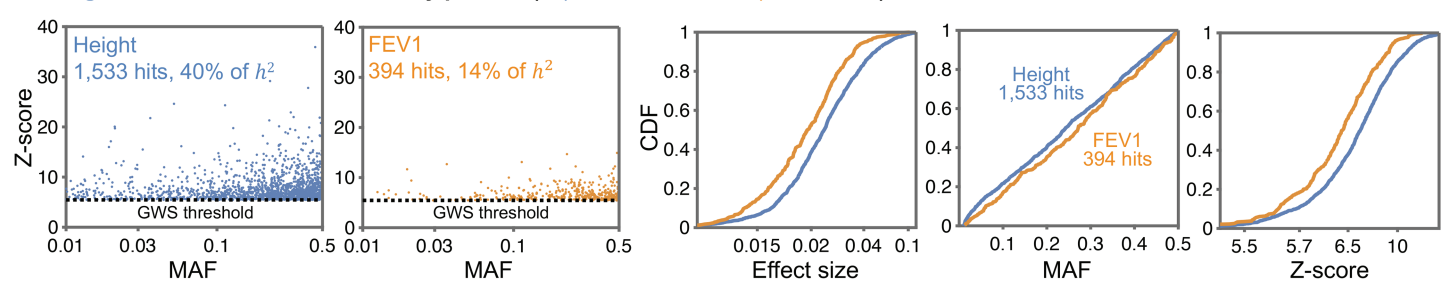 Z-score
40
30
20
10
0
Height
1,533 hits, 40% of h²
GWS threshold
0.01 0.03 0.1 0.5
MAF
40
30
20
10
0
FEV1
394 hits, 14% of h²
GWS threshold
0.01 0.03 0.1 0.5
MAF
CDF
1
0.8
0.6
0.4
0.2
0
0.015 0.02 0.04 0.1
Effect size
1
0.8
0.6
0.4
0.2
0
Height
1,533 hits
FEV1
394 hits
0.1 0.2 0.3 0.4 0.5
MAF
1
0.8
0.6
0.4
0.2
0
5.5 5.7 6.5 10
Z-score